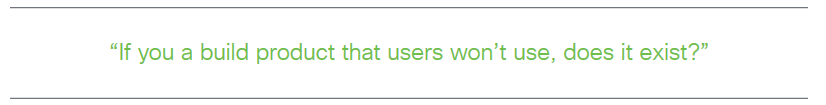 “If you a build product that users won’t use, does it exist?”